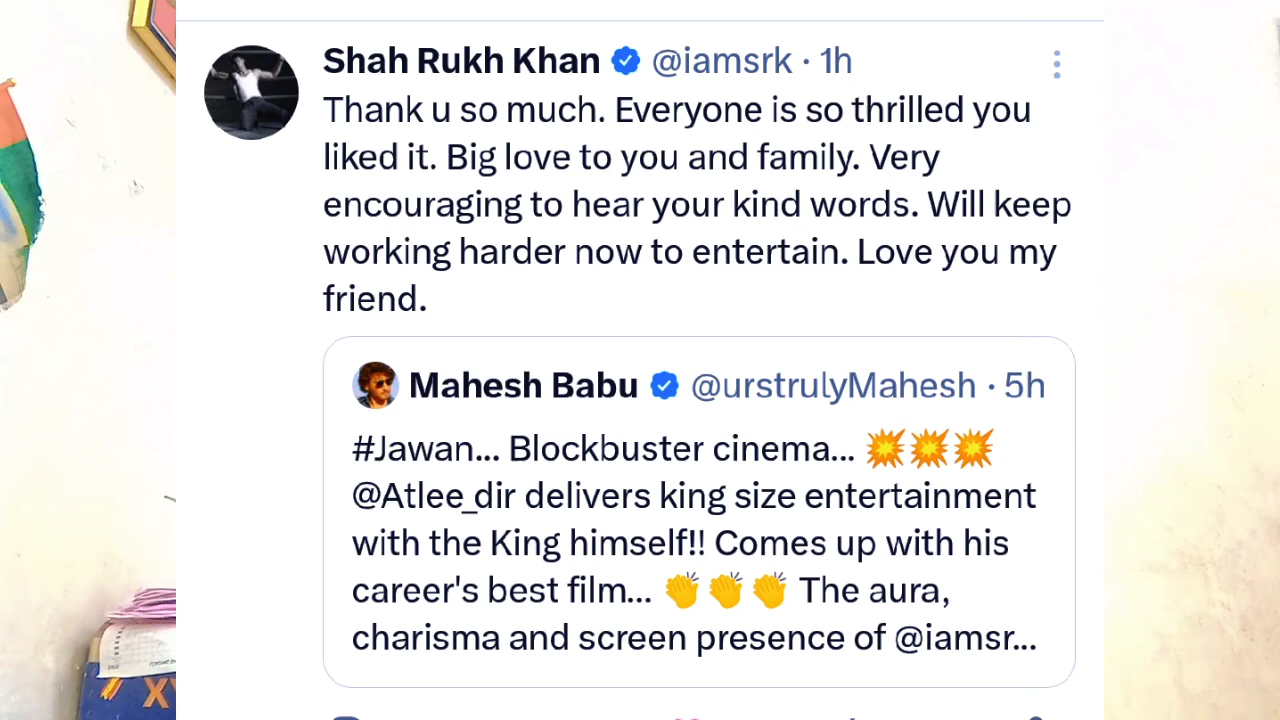 Shah Rukh Khan @iamsrk · 1h
Thank u so much. Everyone is so thrilled you
liked it. Big love to you and family. Very
encouraging to hear your kind words. Will keep
working harder now to entertain. Love you my
friend.
Mahesh Babu @urstrulyMahesh · 5h
#Jawan... Blockbuster cinema... 💥💥💥
@Atlee_dir delivers king size entertainment
with the King himself!! Comes up with his
career's best film... 👏👏👏 The aura,
charisma and screen presence of @iamsr...